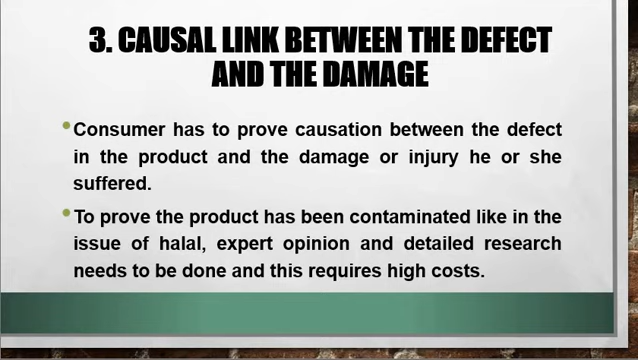 3. CAUSAL LINK BETWEEN THE DEFECT
AND THE DAMAGE
•Consumer has to prove causation between the defect
in the product and the damage or injury he or she
suffered.
•To prove the product has been contaminated like in the
issue of halal, expert opinion and detailed research
needs to be done and this requires high costs.